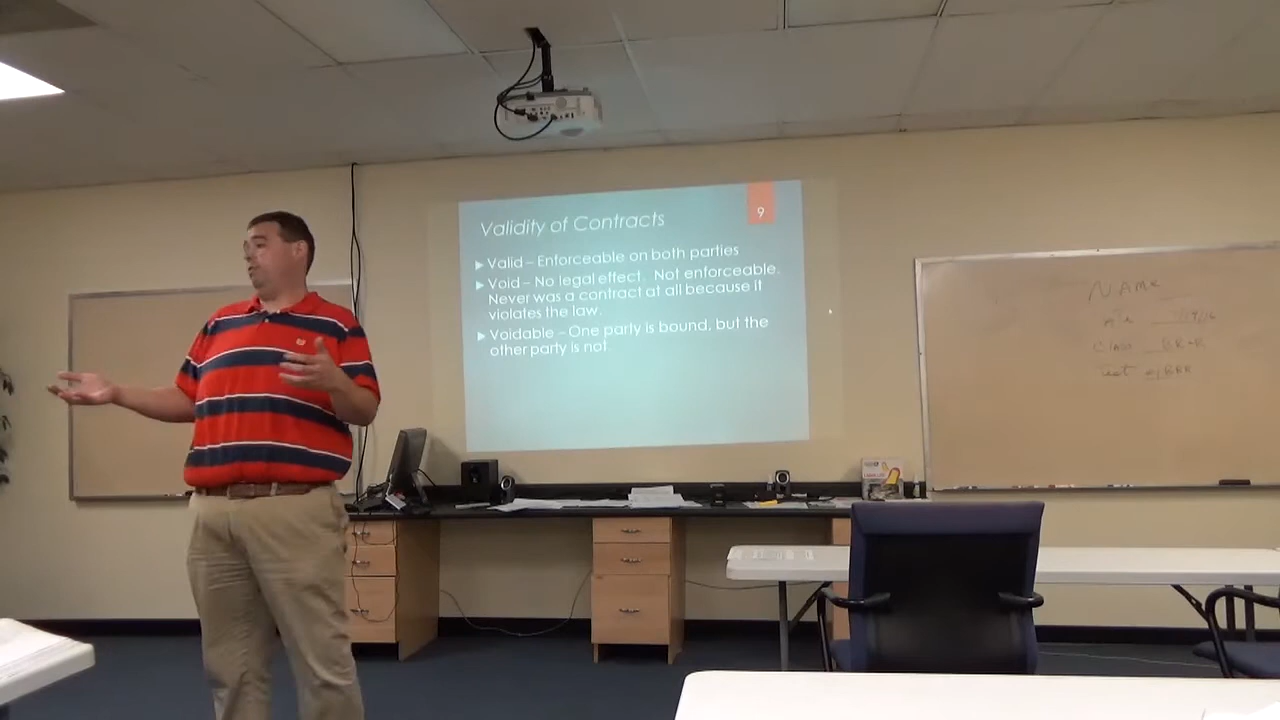 Validity of Contracts
9
Valid – Enforceable on both parties
Void – No legal effect. Not enforceable.
Never was a contract at all because it
violates the law.
Voidable – One party is bound, but the
other party is not.
NAME